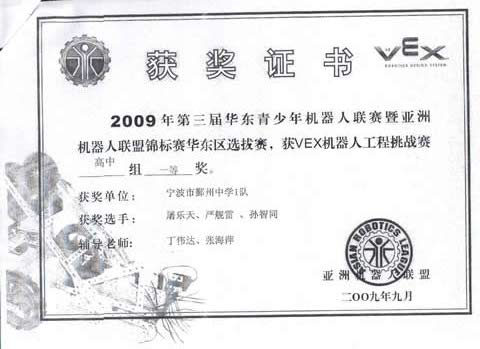 获奖证书
VEX
ROBOTICS DESIGN SYSTEM
2009年第三届华东青少年机器人联赛暨亚洲
机器人联盟锦标赛华东区选拔赛，获VEX机器人工程挑战赛
高中 组 一等 奖。
获奖单位： 宁波市鄞州中学1队
获奖选手： 屠乐天、严舰雷、孙智同
辅导老师： 丁伟达、张海萍
ASIAN ROBOTICS LEAGUE
亚洲机器人联盟
二〇〇九年九月